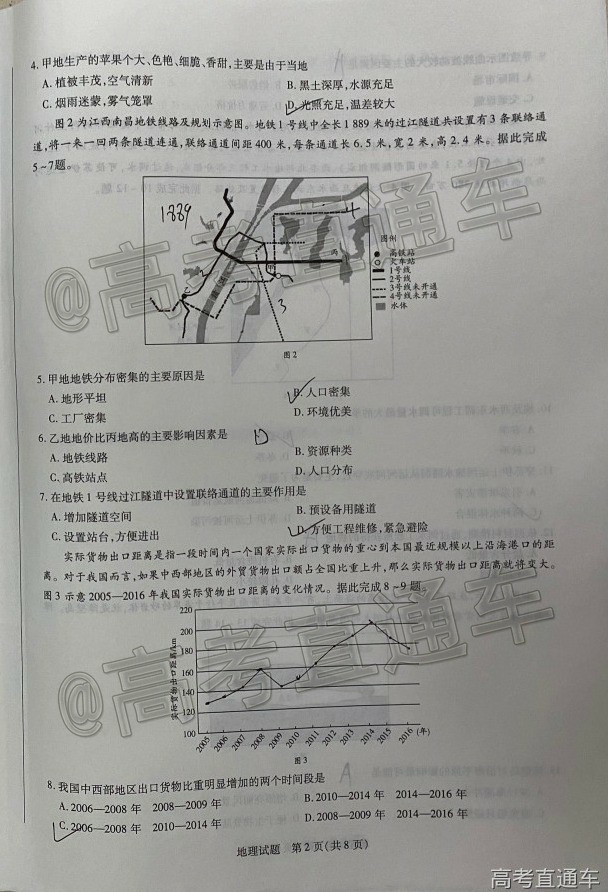 4. 甲地生产的苹果个大、色艳、细脆、香甜,主要是由于当地
A. 植被丰茂,空气清新 B. 黑土深厚,水源充足
C. 烟雨迷蒙,雾气笼罩 D. 光照充足,温差较大
图2为江西南昌地铁线路及规划示意图。地铁1号线中全长1 889米的过江隧道共设置有3条联络通
道,将一来一回两条隧道连通,联络通道间距400米,每条通道长6.5米,宽2米,高2.4米。据此完成
5~7题。
1889
4
图例
高铁站
火车站
1号线
2号线
3号线未开通
4号线未开通
水体
丙
甲
乙
3
图2
5. 甲地地铁分布密集的主要原因是
A. 地形平坦 B. 人口密集
C. 工厂密集 D. 环境优美
6. 乙地地价比丙地高的主要影响因素是 D
A. 地铁线路 B. 资源种类
C. 高铁站点 D. 人口分布
7. 在地铁1号线过江隧道中设置联络通道的主要作用是
A. 增加隧道空间 B. 预设备用隧道
C. 设置站台,方便进出 D. 方便工程维修,紧急避险
实际货物出口距离是指一段时间内一个国家实际出口货物的重心到本国最近规模以上沿海港口的距
离。对于我国而言,如果中西部地区的外贸货物出口额占全国比重上升,那么实际货物出口距离就将变大。
图3示意2005—2016年我国实际货物出口距离的变化情况。据此完成8~9题。
实际货物出口距离/km
220
200
180
160
140
120
100
2005 2006 2007 2008 2009 2010 2011 2012 2013 2014 2015 2016 (年)
图3
8. 我国中西部地区出口货物比重明显增加的两个时间段是
A. 2006—2008年 2008—2009年 B. 2010—2014年 2014—2016年
C. 2006—2008年 2010—2014年 D. 2008—2009年 2014—2016年
地理试题 第2页(共8页)
@高考直通车
@高考直通车
高考直通车